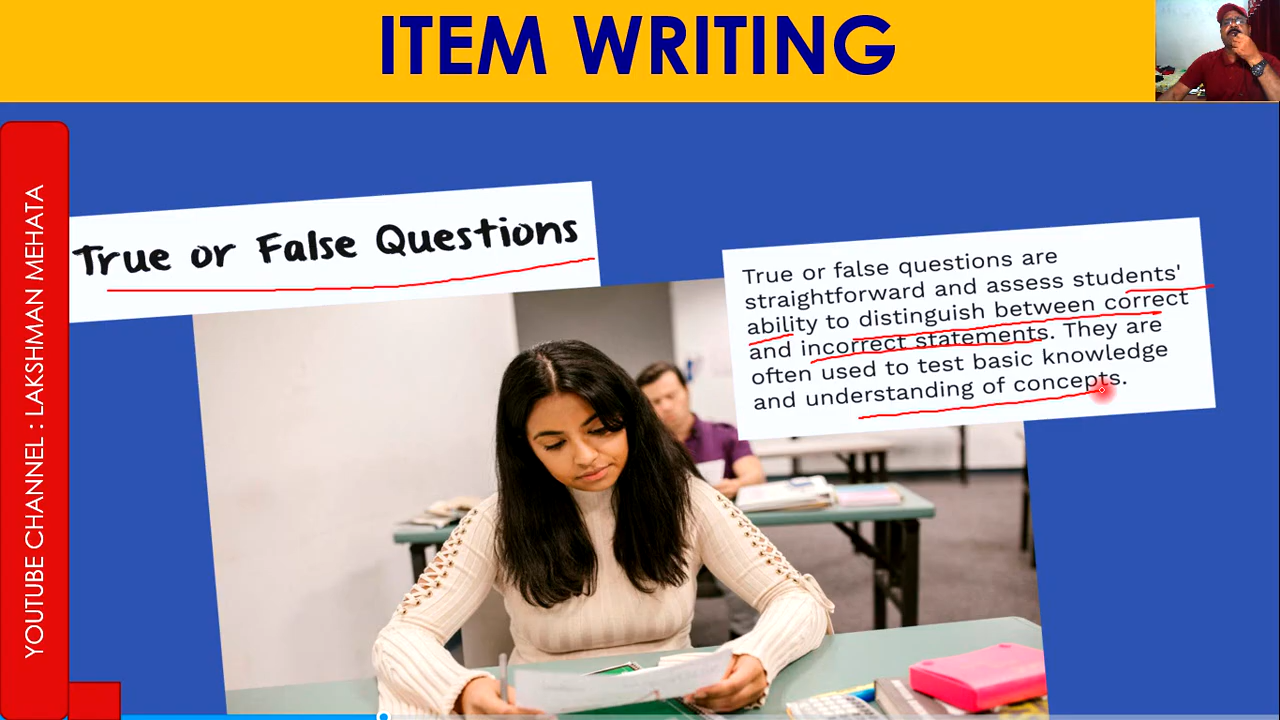 ITEM WRITING
YOUTUBE CHANNEL : LAKSHMAN MEHATA
True or False Questions
True or false questions are
straightforward and assess students'
ability to distinguish between correct
and incorrect statements. They are
often used to test basic knowledge
and understanding of concepts.